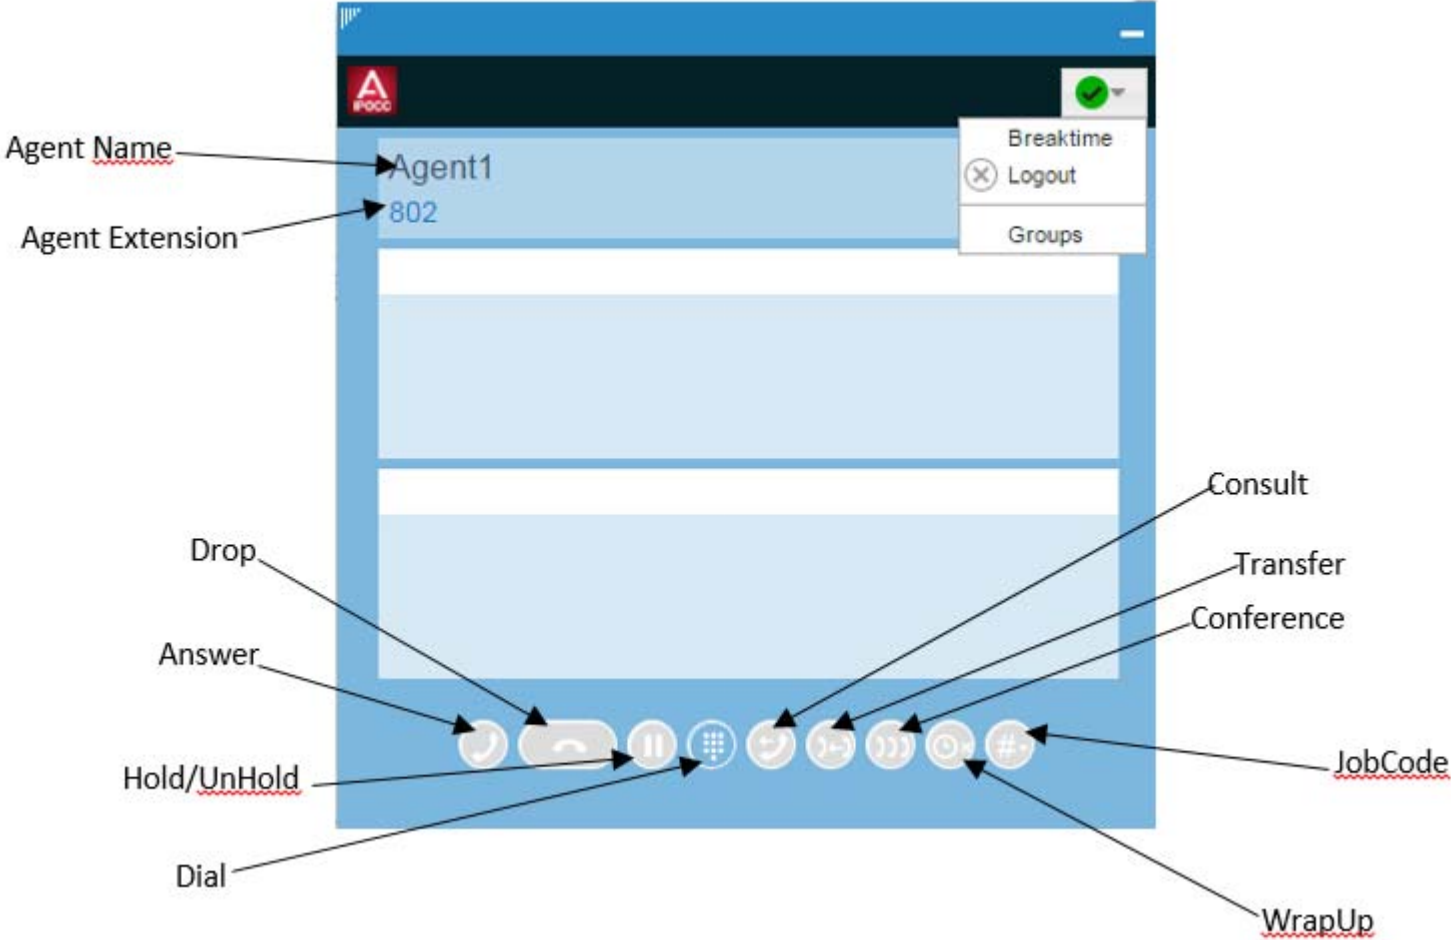 A
IPOCC
Breaktime
Agent Name
Agent1
Logout
802
Agent Extension
Groups
Consult
Drop
Transfer
Conference
Answer
#
Hold/UnHold
JobCode
Dial
WrapUp